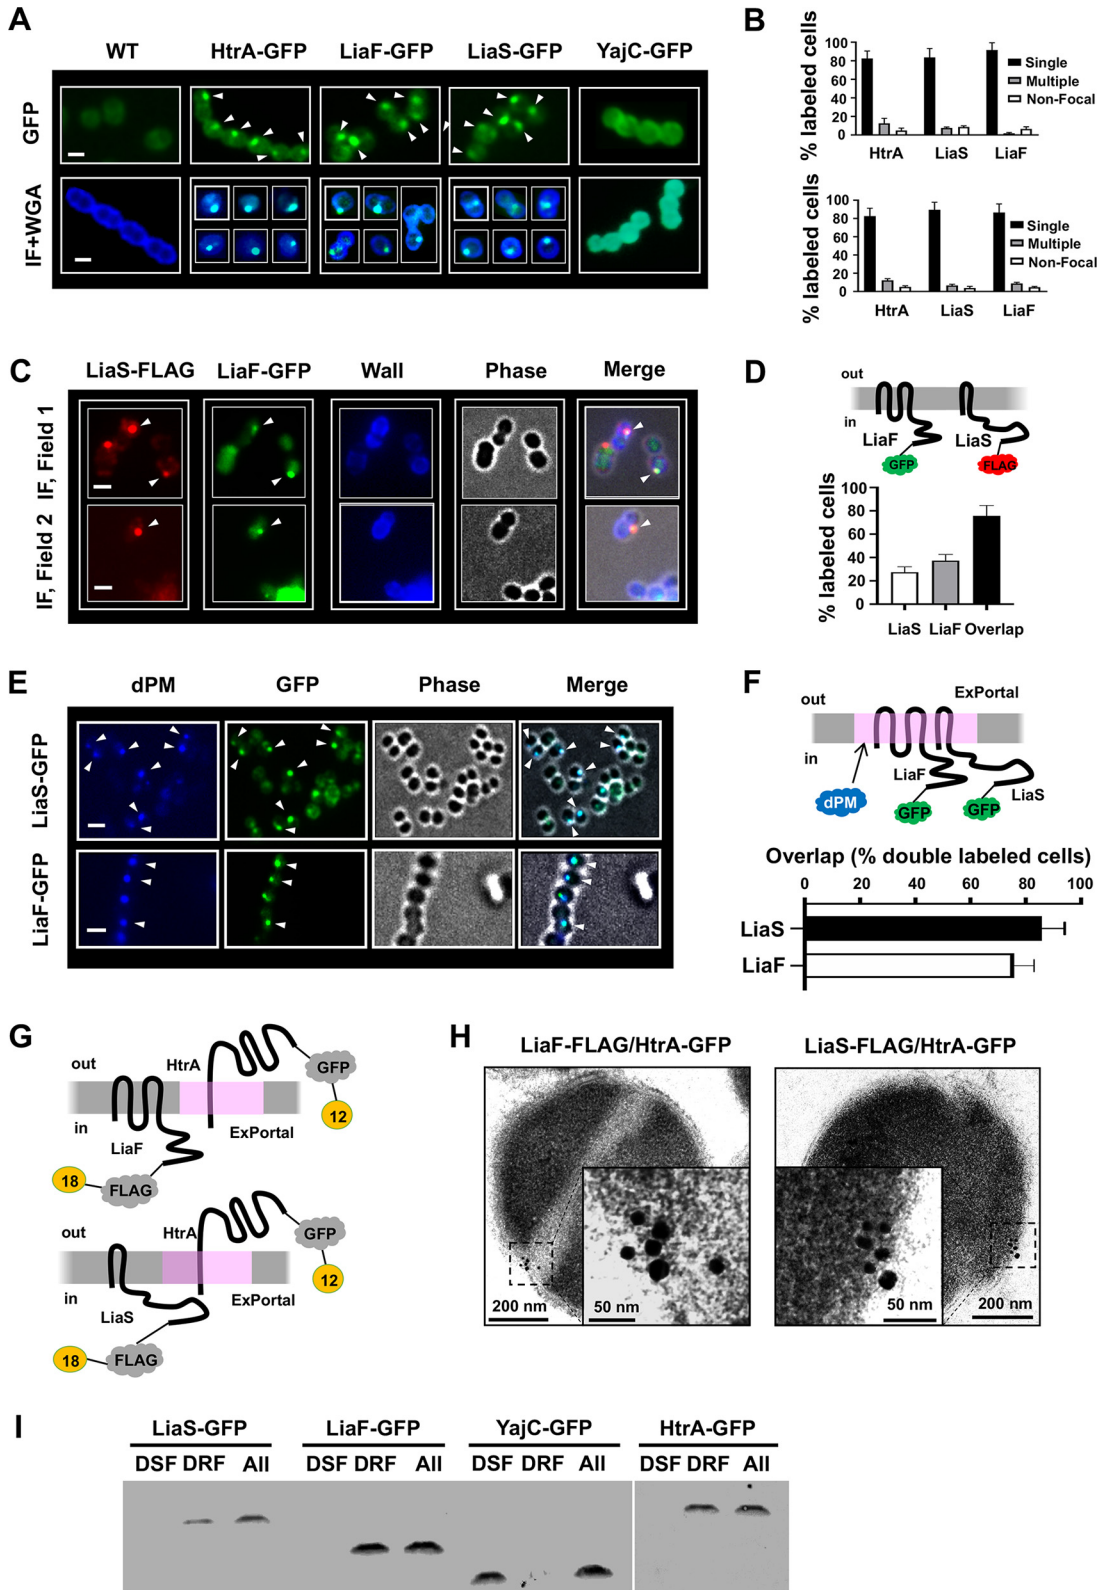 A
WT HtrA-GFP LiaF-GFP LiaS-GFP YajC-GFP
GFP
IF+WGA
B
% labeled cells
100
80
60
40
20
0
Single
Multiple
Non-Focal
HtrA LiaS LiaF
% labeled cells
100
80
60
40
20
0
Single
Multiple
Non-Focal
HtrA LiaS LiaF
C
LiaS-FLAG LiaF-GFP Wall Phase Merge
IF, Field 1
IF, Field 2
D
out
in
LiaF LiaS
GFP FLAG
% labeled cells
100
80
60
40
20
0
LiaS LiaF Overlap
E
dPM GFP Phase Merge
LiaS-GFP
LiaF-GFP
F
out ExPortal
in
LiaF
LiaS
dPM GFP GFP
Overlap (% double labeled cells)
0 20 40 60 80 100
LiaS
LiaF
G
out HtrA GFP
12
in LiaF ExPortal
18 FLAG
out HtrA GFP
12
in LiaS ExPortal
18 FLAG
H
LiaF-FLAG/HtrA-GFP LiaS-FLAG/HtrA-GFP
200 nm 50 nm 50 nm 200 nm
I
LiaS-GFP LiaF-GFP YajC-GFP HtrA-GFP
DSF DRF All DSF DRF All DSF DRF All DSF DRF All